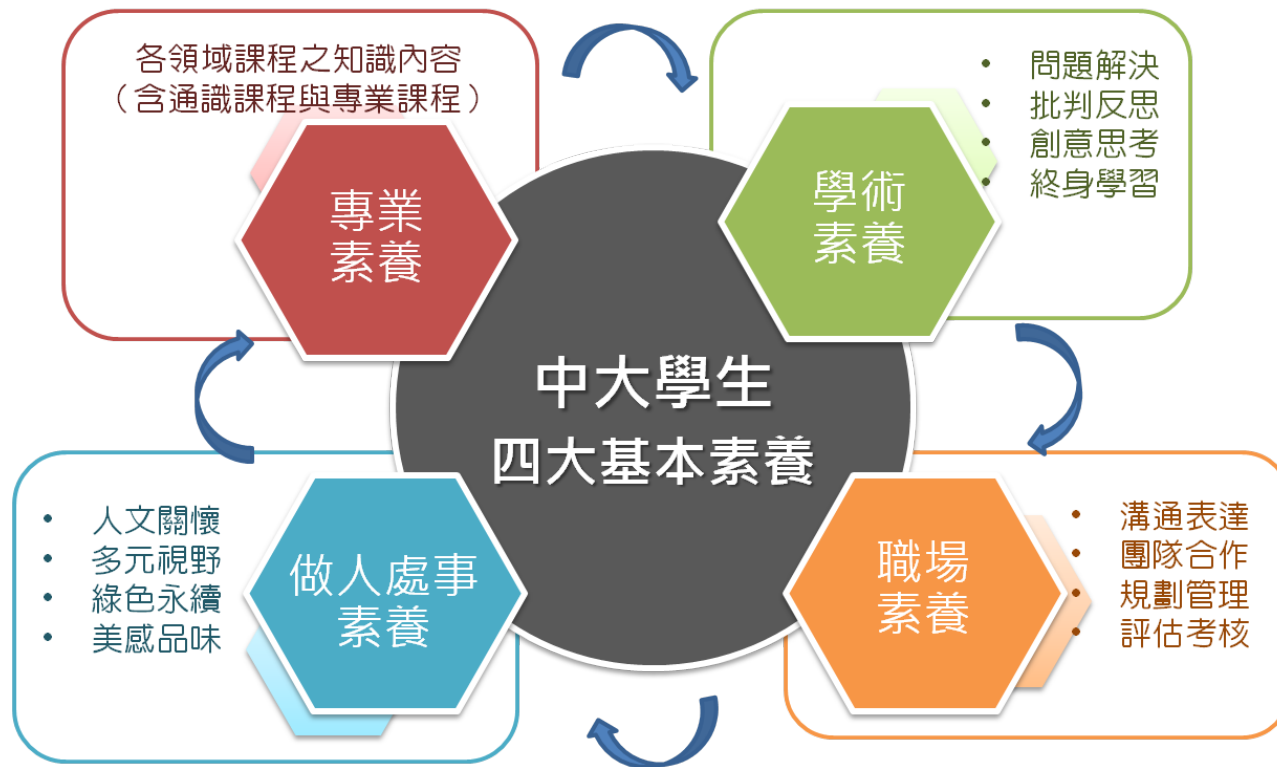 各領域課程之知識內容
（含通識課程與專業課程）
專業
素養
• 問題解決
• 批判反思
• 創意思考
• 終身學習
學術
素養
中大學生
四大基本素養
• 人文關懷
• 多元視野
• 綠色永續
• 美感品味
做人處事
素養
職場
素養
• 溝通表達
• 團隊合作
• 規劃管理
• 評估考核